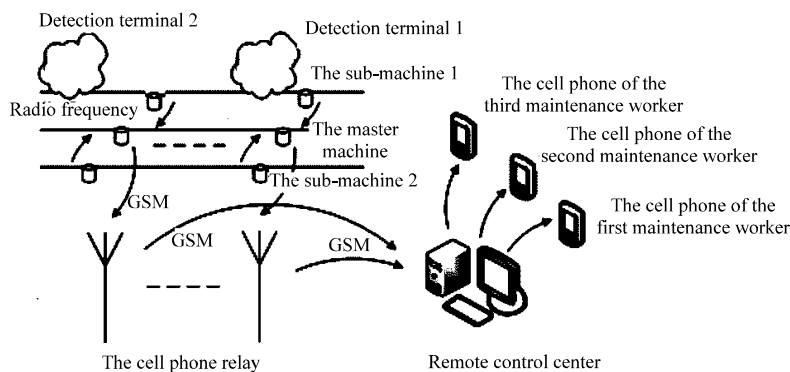 Detection terminal 2
Detection terminal 1
The sub-machine 1
Radio frequency
The master
machine
The sub-machine 2
GSM
GSM
GSM
The cell phone of the
third maintenance worker
The cell phone of the
second maintenance worker
The cell phone of the
first maintenance worker
The cell phone relay
Remote control center